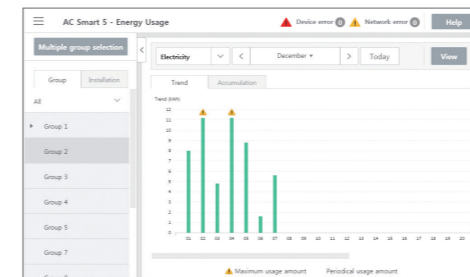 AC Smart 5 - Energy Usage
Device error 0
Network error 0
Help
Multiple group selection
Electricity
December
Today
View
Group
Installation
Trend
Accumulation
All
Trend (kWh)
Group 1
Group 2
Group 3
Group 4
Group 5
Group 7
12
11
10
9
8
7
6
5
4
3
2
1
0
01 02 03 04 05 06 07 08 09 10 11 12 13 14 15 16 17 18 19 20
Maximum usage amount
Periodical usage amount